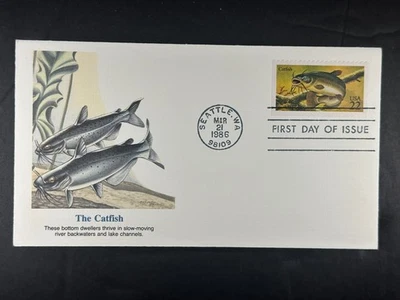 Catfish
USA
22
SEATTLE, WA
MAR
21
1986
98109
FIRST DAY OF ISSUE
The Catfish
These bottom dwellers thrive in slow-moving
river backwaters and lake channels.